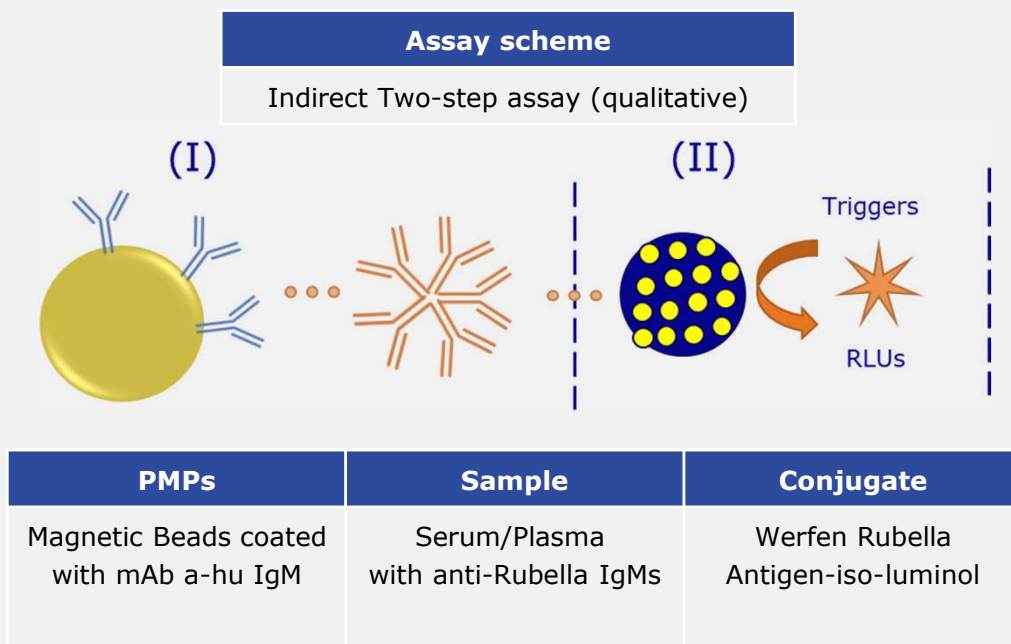 Assay scheme
Indirect Two-step assay (qualitative)
(I)
(II)
Triggers
RLUs
PMPs
Sample
Conjugate
Magnetic Beads coated
with mAb a-hu IgM
Serum/Plasma
with anti-Rubella IgMs
Werfen Rubella
Antigen-iso-luminol